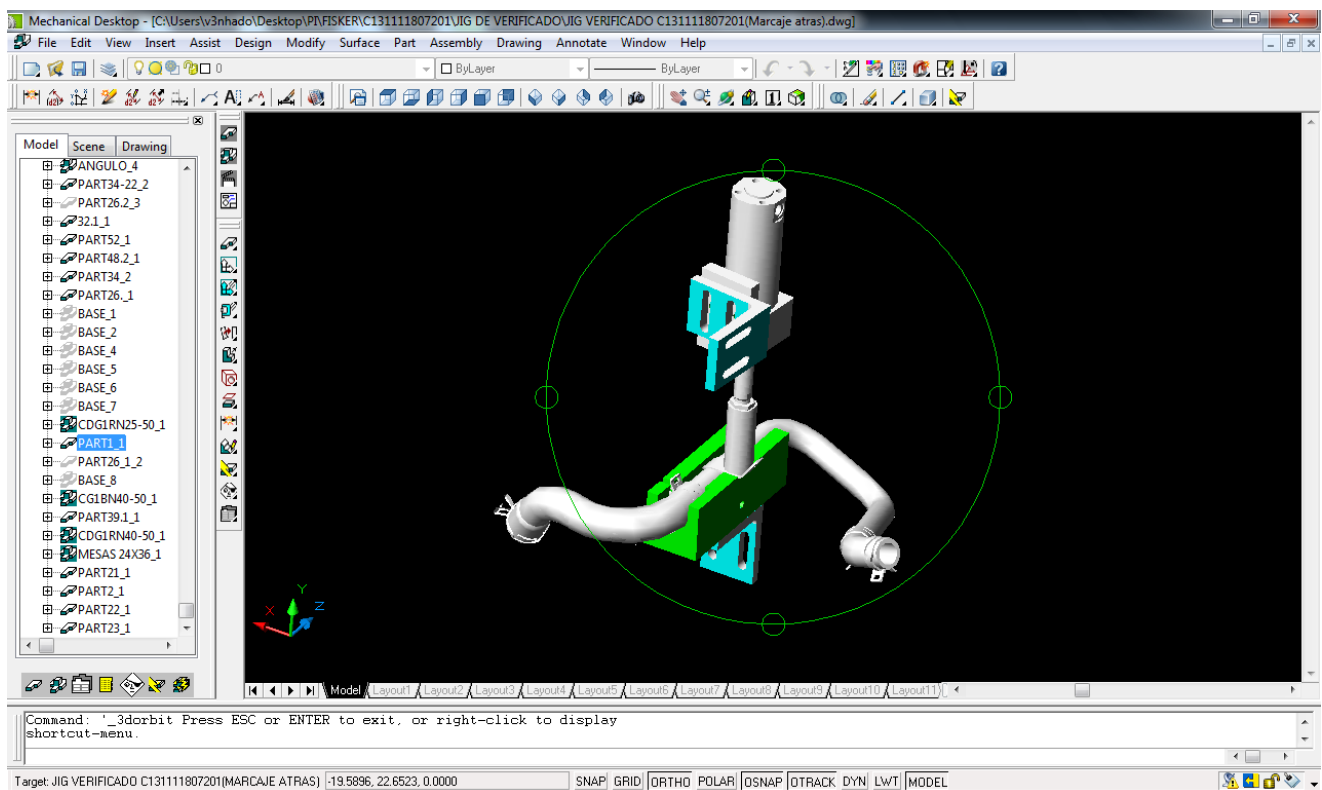 Mechanical Desktop - [C:\Users\v3nhado\Desktop\PI\FISKER\C131111807201\JIG DE VERIFICADO\JIG VERIFICADO C131111807201(Marcaje atras).dwg]
File Edit View Insert Assist Design Modify Surface Part Assembly Drawing Annotate Window Help
0 ByLayer ByLayer
Model Scene Drawing
ANGULO_4
PART34-22_2
PART26.2_3
32.1_1
PART52_1
PART48.2_1
PART34_2
PART26._1
BASE_1
BASE_2
BASE_4
BASE_5
BASE_6
BASE_7
CDG1RN25-50_1
PART1_1
PART26_1_2
BASE_8
CG1BN40-50_1
PART39.1_1
CDG1RN40-50_1
MESAS 24X36_1
PART21_1
PART2_1
PART22_1
PART23_1
Y
X Z
Model Layout1 Layout2 Layout3 Layout4 Layout5 Layout6 Layout7 Layout8 Layout9 Layout10 Layout11
Command: '_3dorbit Press ESC or ENTER to exit, or right-click to display
shortcut-menu.
Target: JIG VERIFICADO C131111807201(MARCAJE ATRAS) -19.5896, 22.6523, 0.0000 SNAP GRID ORTHO POLAR OSNAP OTRACK DYN LWT MODEL